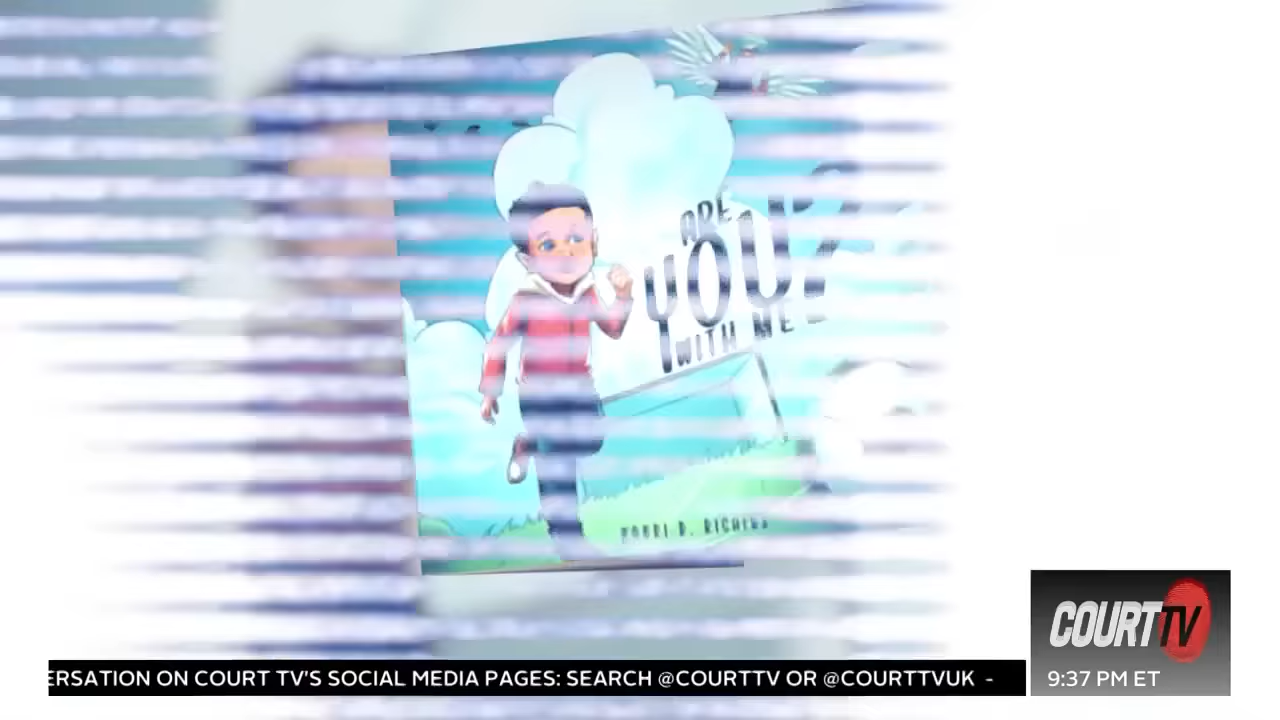 ARE
YOU
WITH ME
ERSATION ON COURT TV'S SOCIAL MEDIA PAGES: SEARCH @COURTTV OR @COURTTVUK -
COURT TV
9:37 PM ET